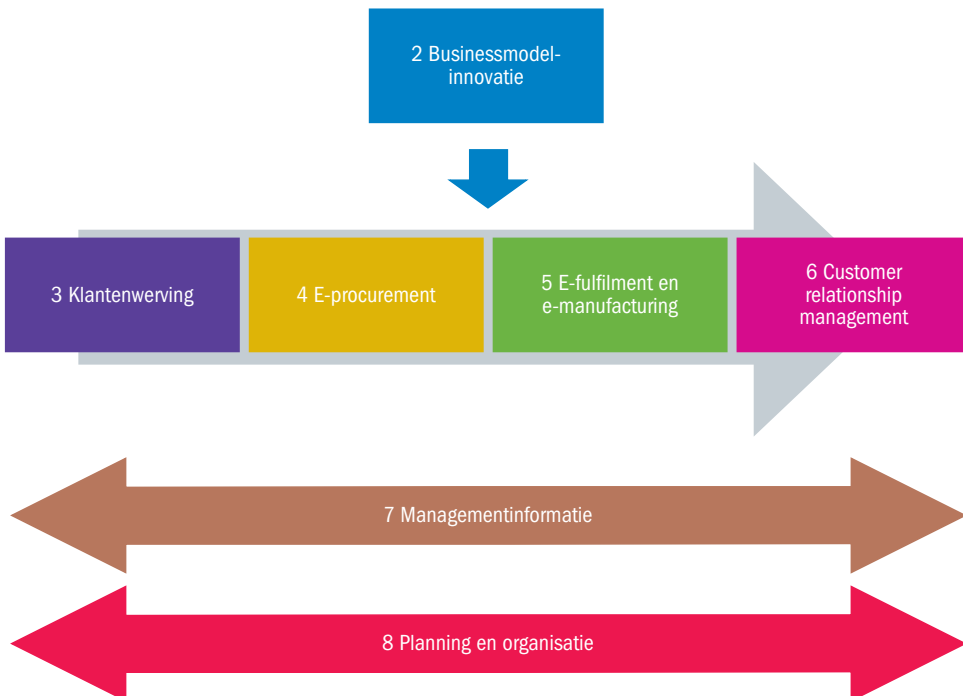 2 Businessmodel-
innovatie
3 Klantenwerving
4 E-procurement
5 E-fulfilment en
e-manufacturing
6 Customer
relationship
management
7 Managementinformatie
8 Planning en organisatie